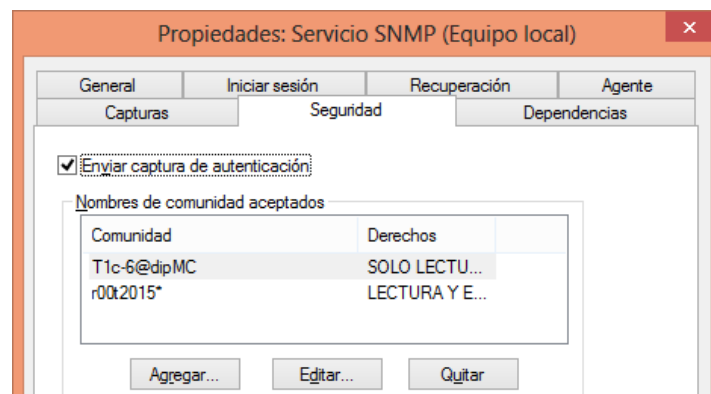 Propiedades: Servicio SNMP (Equipo local)
General Iniciar sesión Recuperación Agente
Capturas Seguridad Dependencias
Enviar captura de autenticación
Nombres de comunidad aceptados
Comunidad Derechos
T1c-6@dipMC SOLO LECTU...
r00t2015* LECTURA Y E...
Agregar... Editar... Quitar